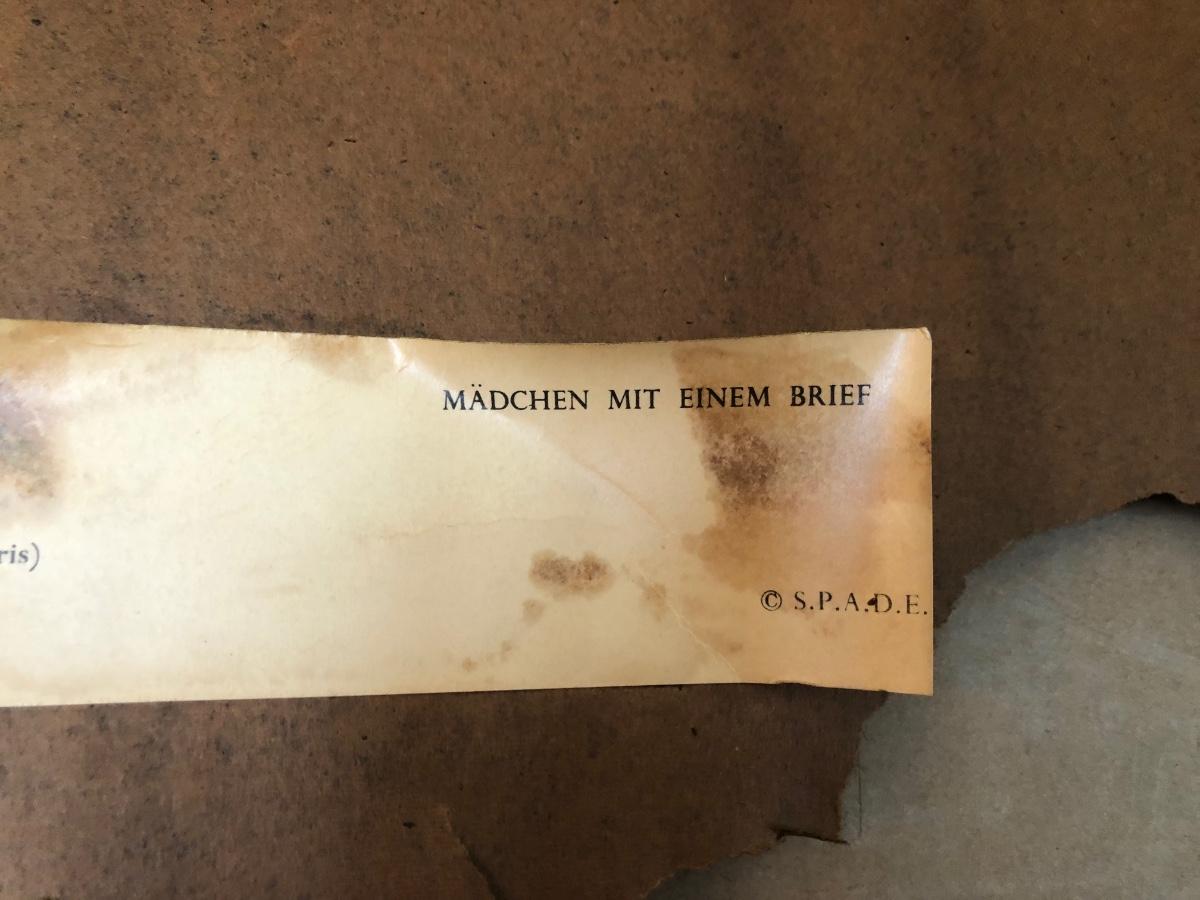 MÄDCHEN MIT EINEM BRIEF
ris)
© S.P.A.D.E.